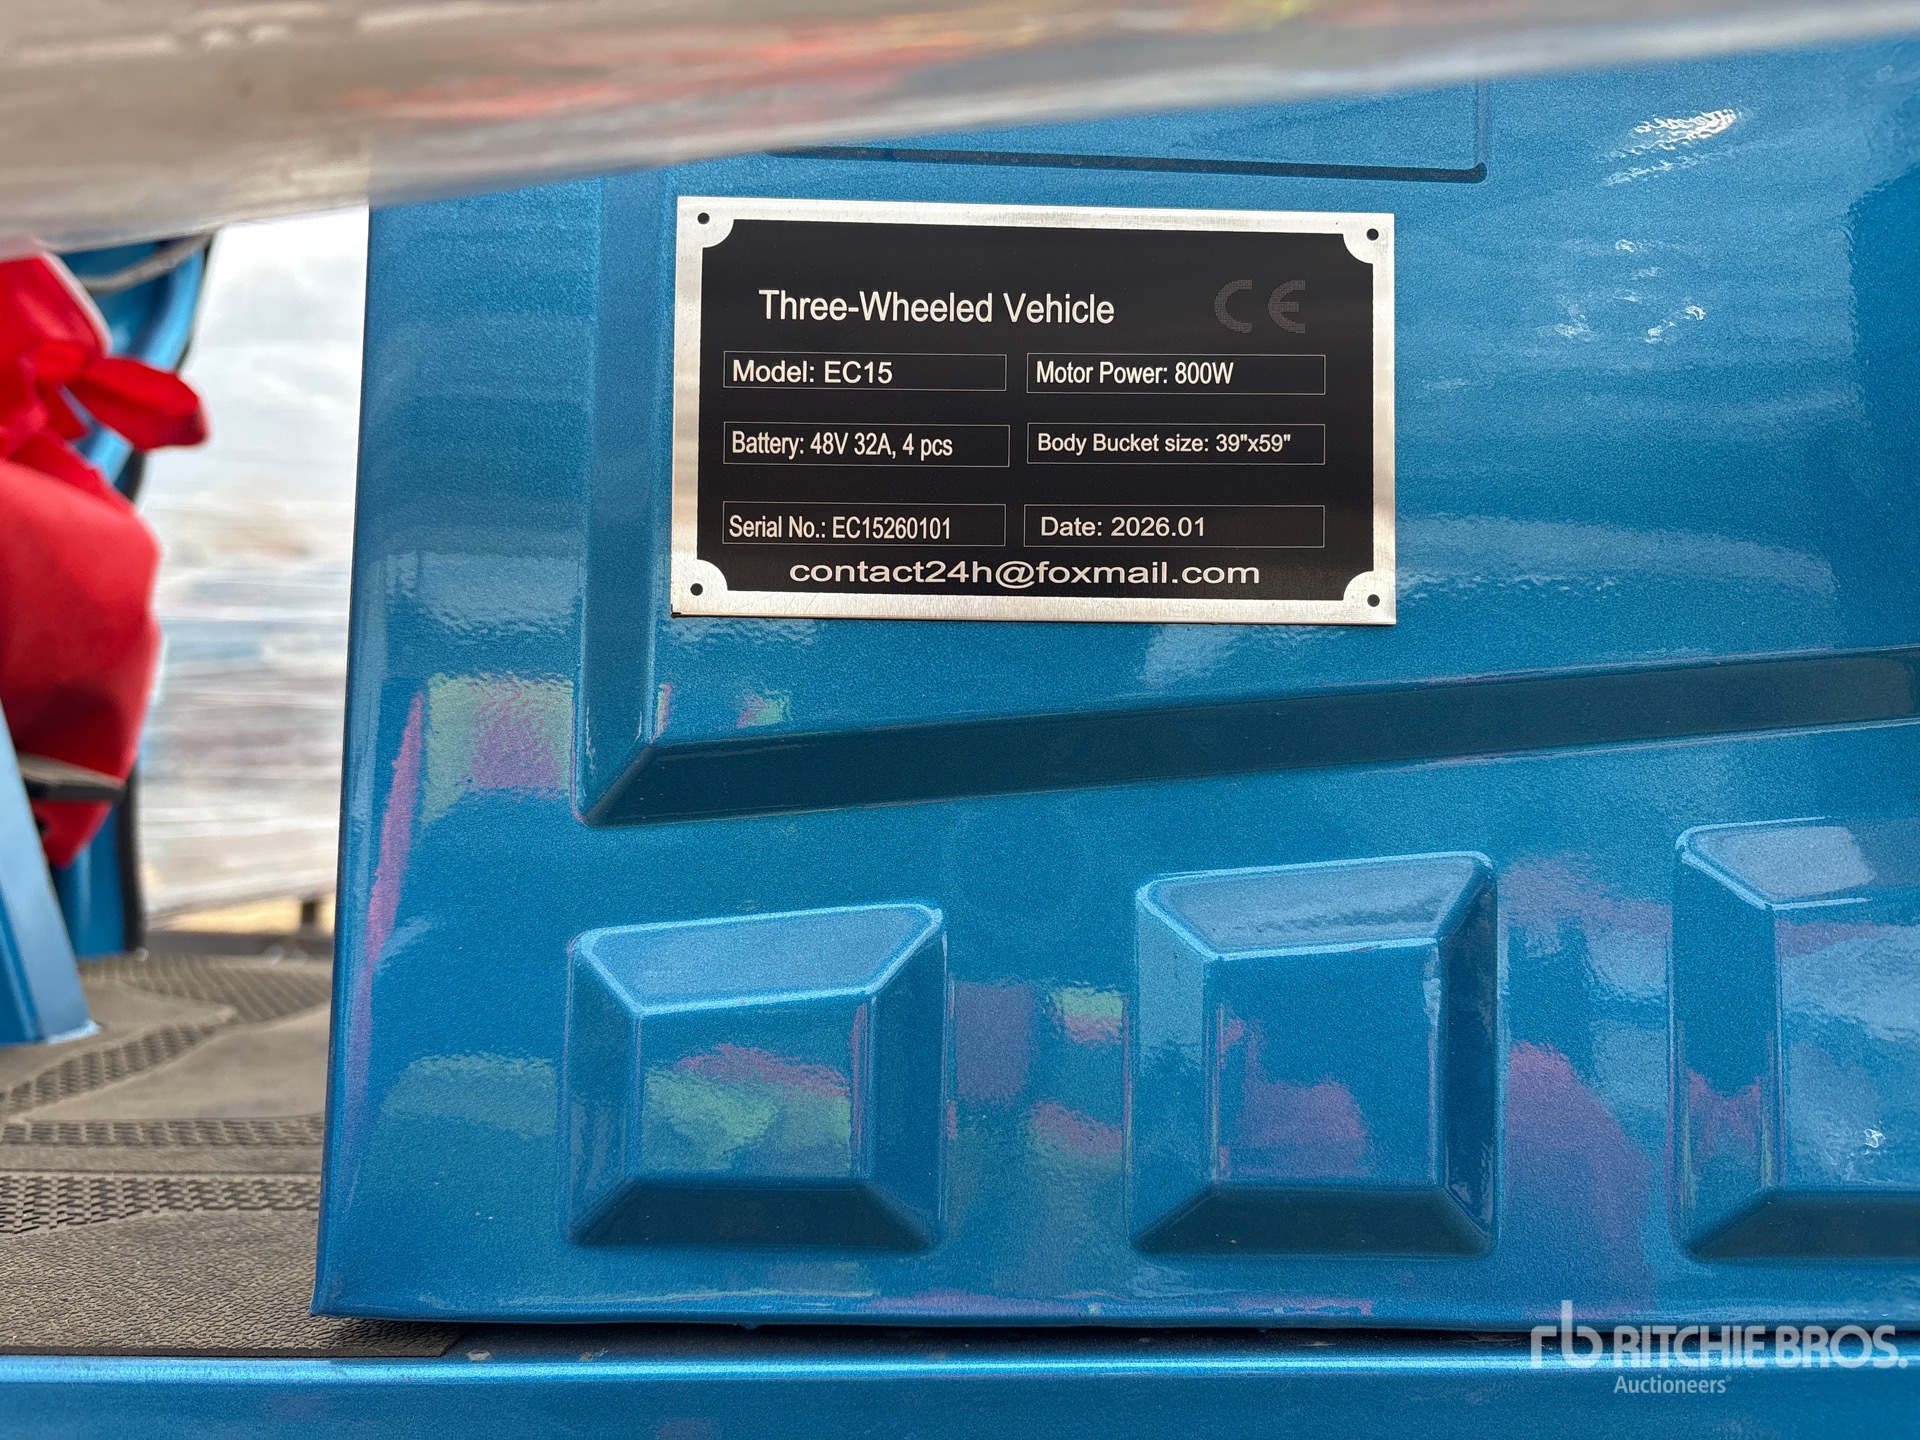 Three-Wheeled Vehicle CE
Model: EC15 Motor Power: 800W
Battery: 48V 32A, 4 pcs Body Bucket size: 39"x59"
Serial No.: EC15260101 Date: 2026.01
contact24h@foxmail.com
rb RITCHIE BROS.
Auctioneers